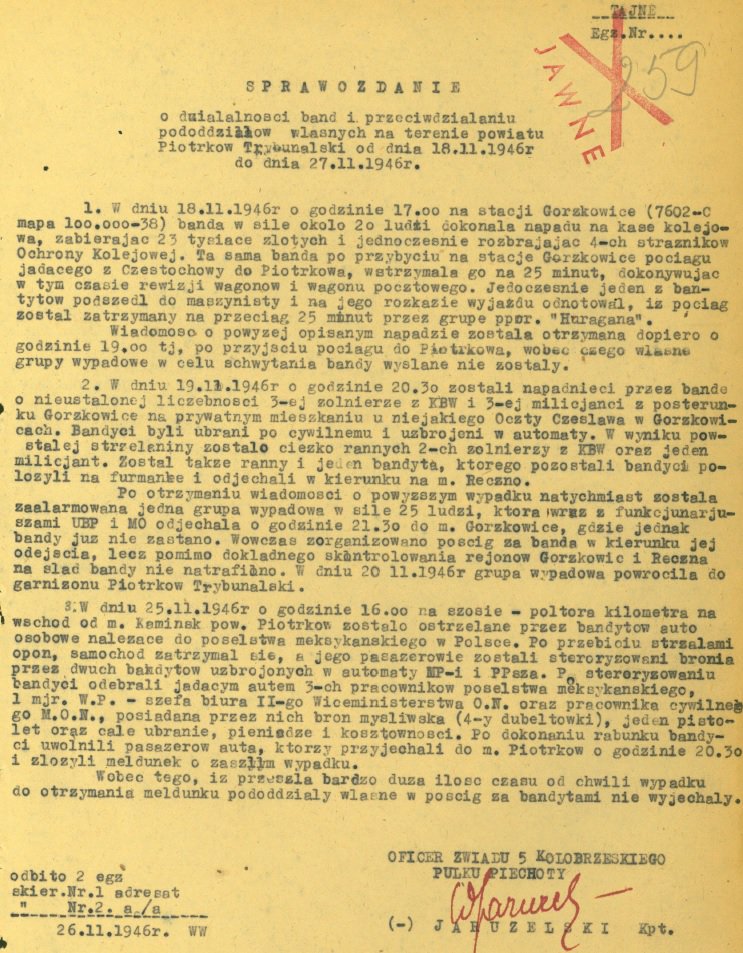 TAJNE
Egz.Nr....
JAWNE
259
SPRAWOZDANIE
o dzialalnosci band i przeciwdzialaniu
pododdziałow wlasnych na terenie powiatu
Piotrkow Trybunalski od dnia 18.11.1946r
do dnia 27.11.1946r.
1. W dniu 18.11.1946r o godzinie 17.oo na stacji Gorzkowice (7602-C
mapa 1oo.ooo-38) banda w sile okolo 2o ludzi dokonala napadu na kase kolejo-
wa, zabierajac 23 tysiace zlotych i jednoczesnie rozbrajajac 4-ch straznikow
Ochrony Kolejowej. Ta sama banda po przybyciu na stacje Gorzkowice pociagu
jadacego z Czestochowy do Piotrkowa, wstrzymala go na 25 minut, dokonywujac
w tym czasie rewizji wagonow i wagonu pocztowego. Jedoczesnie jeden z ban-
tytow podszedl do maszynisty i na jego rozkazie wyjazdu odnotowal, iz pociag
zostal zatrzymany na przeciag 25 minut przez grupe ppor. "Huragana".
Wiadomosc o powyzej opisanym napadzie zostala otrzymana dopiero o
godzinie 19.oo tj, po przyjsciu pociagu do Piotrkowa, wobec czego wlasne
grupy wypadowe w celu schwytania bandy wyslane nie zostaly.
2. W dniu 19.11.1946r o godzinie 20.3o zostali napadnieci przez bande
o nieustalonej liczebnosci 3-ej zolnierze z KBW i 3-ej milicjanci z posterun-
ku Gorzkowice na prywatnym mieszkaniu u niejakiego Oczty Czeslawa w Gorzkowi-
cach. Bandyci byli ubrani po cywilnemu i uzbrojeni w automaty. W wyniku pow-
stalej strzelaniny zostalo ciezko rannych 2-ch zolnierzy z KBW oraz jeden
milicjant. Zostal takze ranny i jeden bandyta, ktorego pozostali bandyci po-
lozyli na furmanke i odjechali w kierunku na m. Reczno.
Po otrzymaniu wiadomosci o powyzszym wypadku natychmiast zostala
zaalarmowana jedna grupa wypadowa w sile 25 ludzi, ktora wraz z funkcjunarju-
szami UBP i MO odjechala o godzinie 21.30 do m. Gorzkowice, gdzie jednak
bandy juz nie zastano. Wowczas zorganizowano poscig za banda w kierunku jej
odejscia, lecz pomimo dokladnego skontrolowania rejonow Gorzkowic i Reczna
na slad bandy nie natrafiono. W dniu 20 11.1946r grupa wypadowa powrocila do
garnizonu Piotrkow Trybunalski.
3.W dniu 25.11.1946r o godzinie 16.oo na szosie - poltora kilometra na
wschod od m. Kaminsk pow. Piotrkow zostalo ostrzelane przez bandytow auto
osobowe nalezace do poselstwa meksykanskiego w Polsce. Po przebiciu strzalami
opon, samochod zatrzymal sie, a jego pasazerowie zostali steroryzowani bronia
przez dwuch bandytow uzbrojonych w automaty MP-i i PPasza. Po steroryzowaniu
bandyci odebrali jadacym autem 3-ch pracownikow poselstwa meksykanskiego,
1 mjr. W.P. - szefa biura II-go Wiceministerstwa O.N. oraz pracownika cywilne
go M.O.N., posiadana przez nich bron mysliwska (4-y dubeltowki), jeden pisto-
let oraz cale ubranie, pieniadze i kosztownosci. Po dokonaniu rabunku bandy-
ci uwolnili pasazerow auta, ktorzy przyjechali do m. Piotrkow o godzinie 20.3o
i zlozyli meldunek o zaszlym wypadku.
Wobec tego, iz przeszla bardzo duza ilosc czasu od chwili wypadku
do otrzymania meldunku pododdzialy wlasne w poscig za bandytami nie wyjechaly.
OFICER ZWIADU 5 KOLOBRZESKIEGO
PULKU PIECHOTY
WJaruzel
(-) JARUZELSKI Kpt.
odbito 2 egz
skier.Nr.1 adresat
" Nr.2. a/a
26.11.1946r. WW